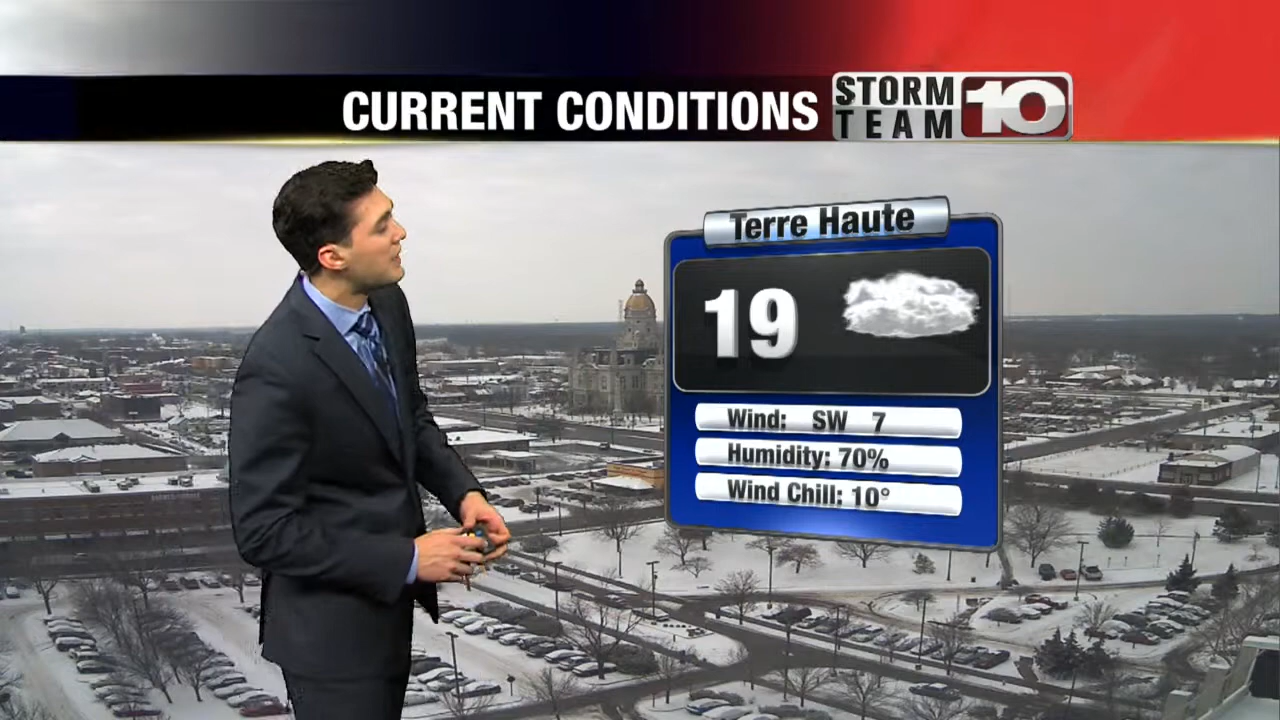 CURRENT CONDITIONS
STORM
TEAM
10
Terre Haute
19
Wind: SW 7
Humidity: 70%
Wind Chill: 10°